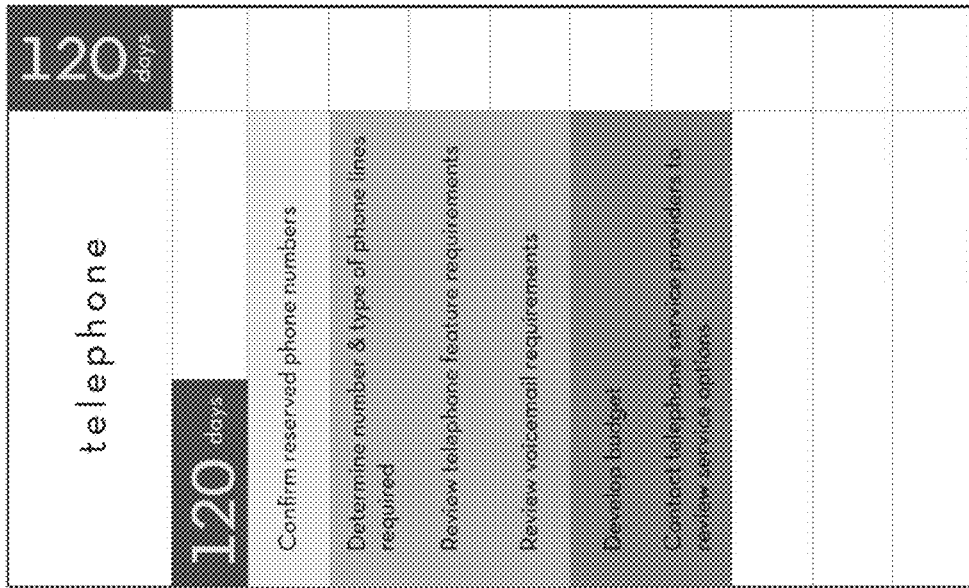 120 days
telephone
120 days
Confirm reserved phone numbers
Determine number & type of phone lines
required
Review telephone feature requirements
Review voicemail requirements
Develop budget
Contact telephone service providers to
review service options